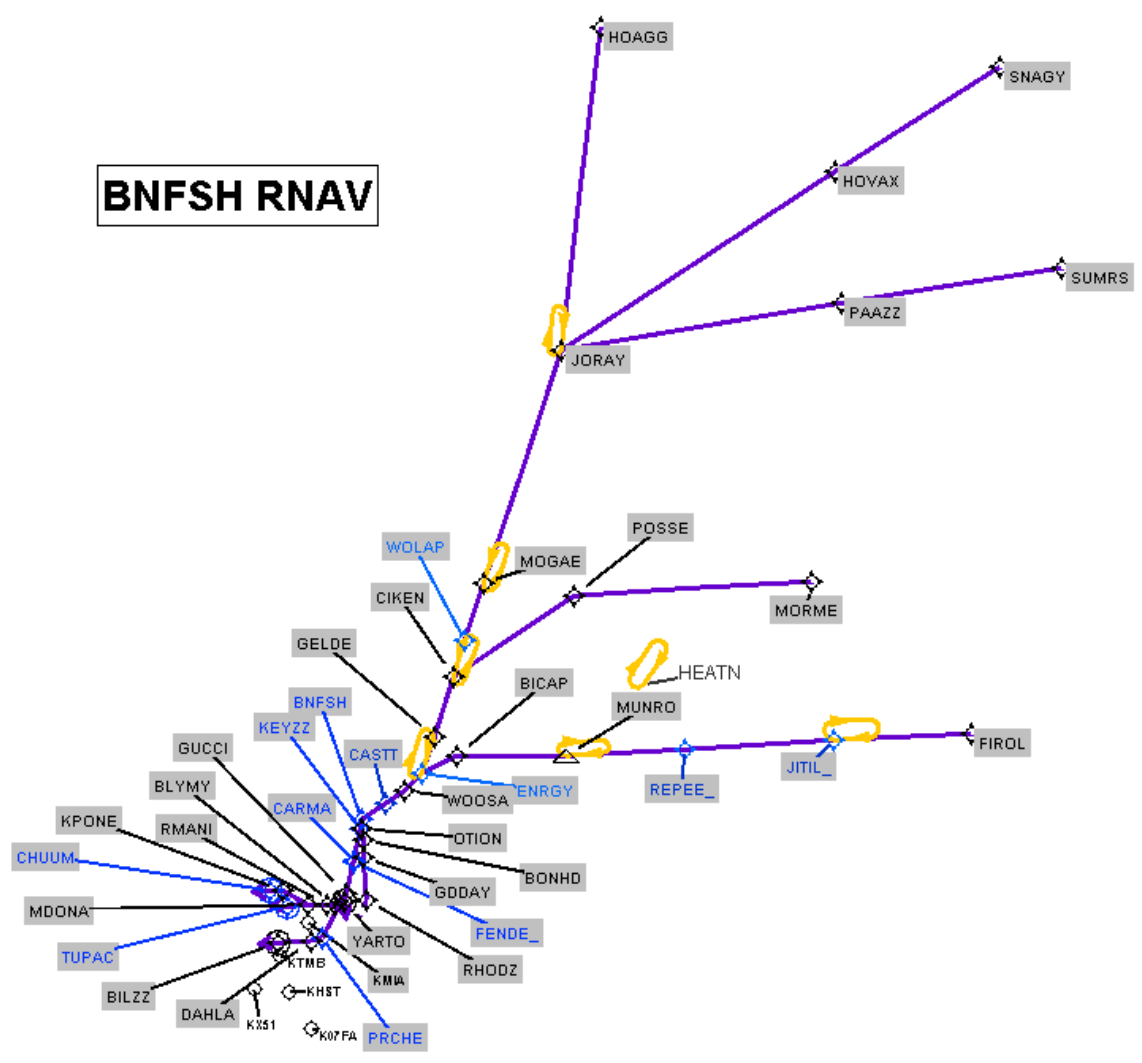 HOAGG
SNAGY
BNFSH RNAV
HOVAX
SUMRS
PAAZZ
JORAY
POSSE
WOLAP
MOGAE
CIKEN
MORME
GELDE
HEATN
BICAP
BNFSH
MUNRO
KEYZZ
GUCCI
CASTT
FIROL
JITIL_
BLYMY
ENRGY
REPEE_
WOOSA
CARMA
KPONE
RMANI
OTION
CHUUM
BONHD
GDDAY
MDONA
FENDE_
YARTO
TUPAC
KTMB
RHODZ
KMIA
BILZZ
KHST
DAHLA
KX51
K07FA
PRCHE